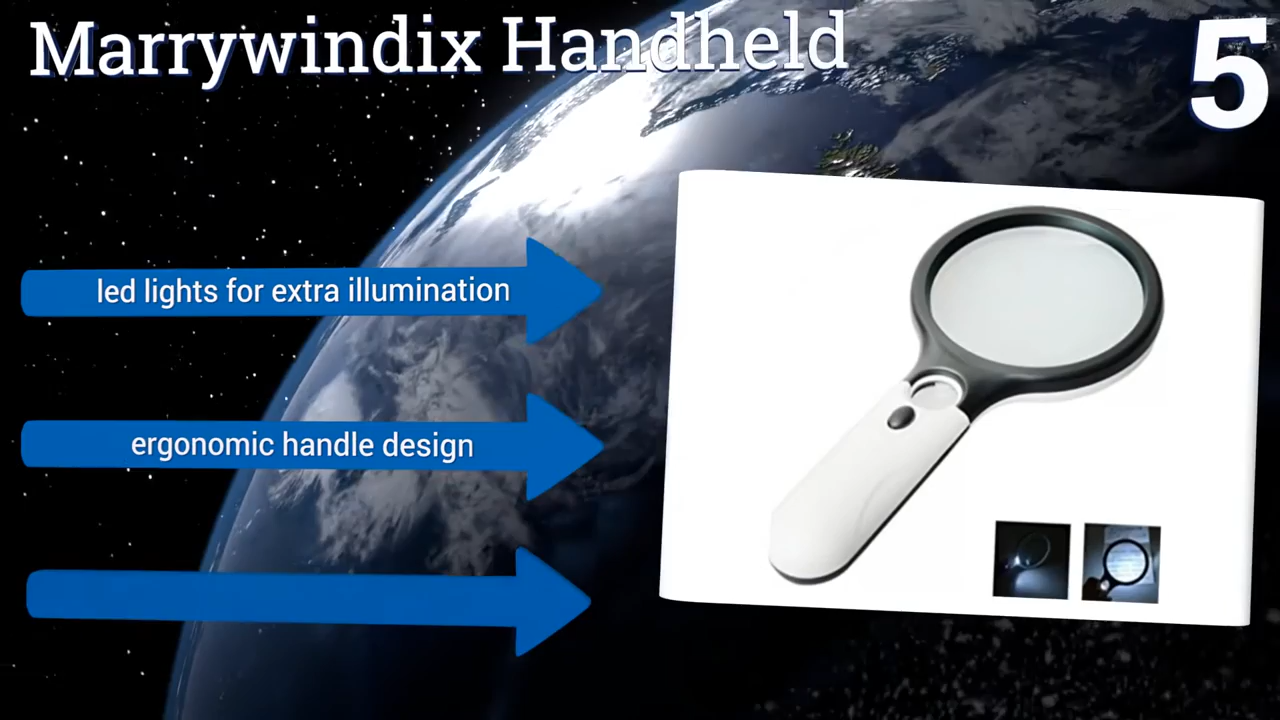 Marrywindix Handheld
5
led lights for extra illumination
ergonomic handle design